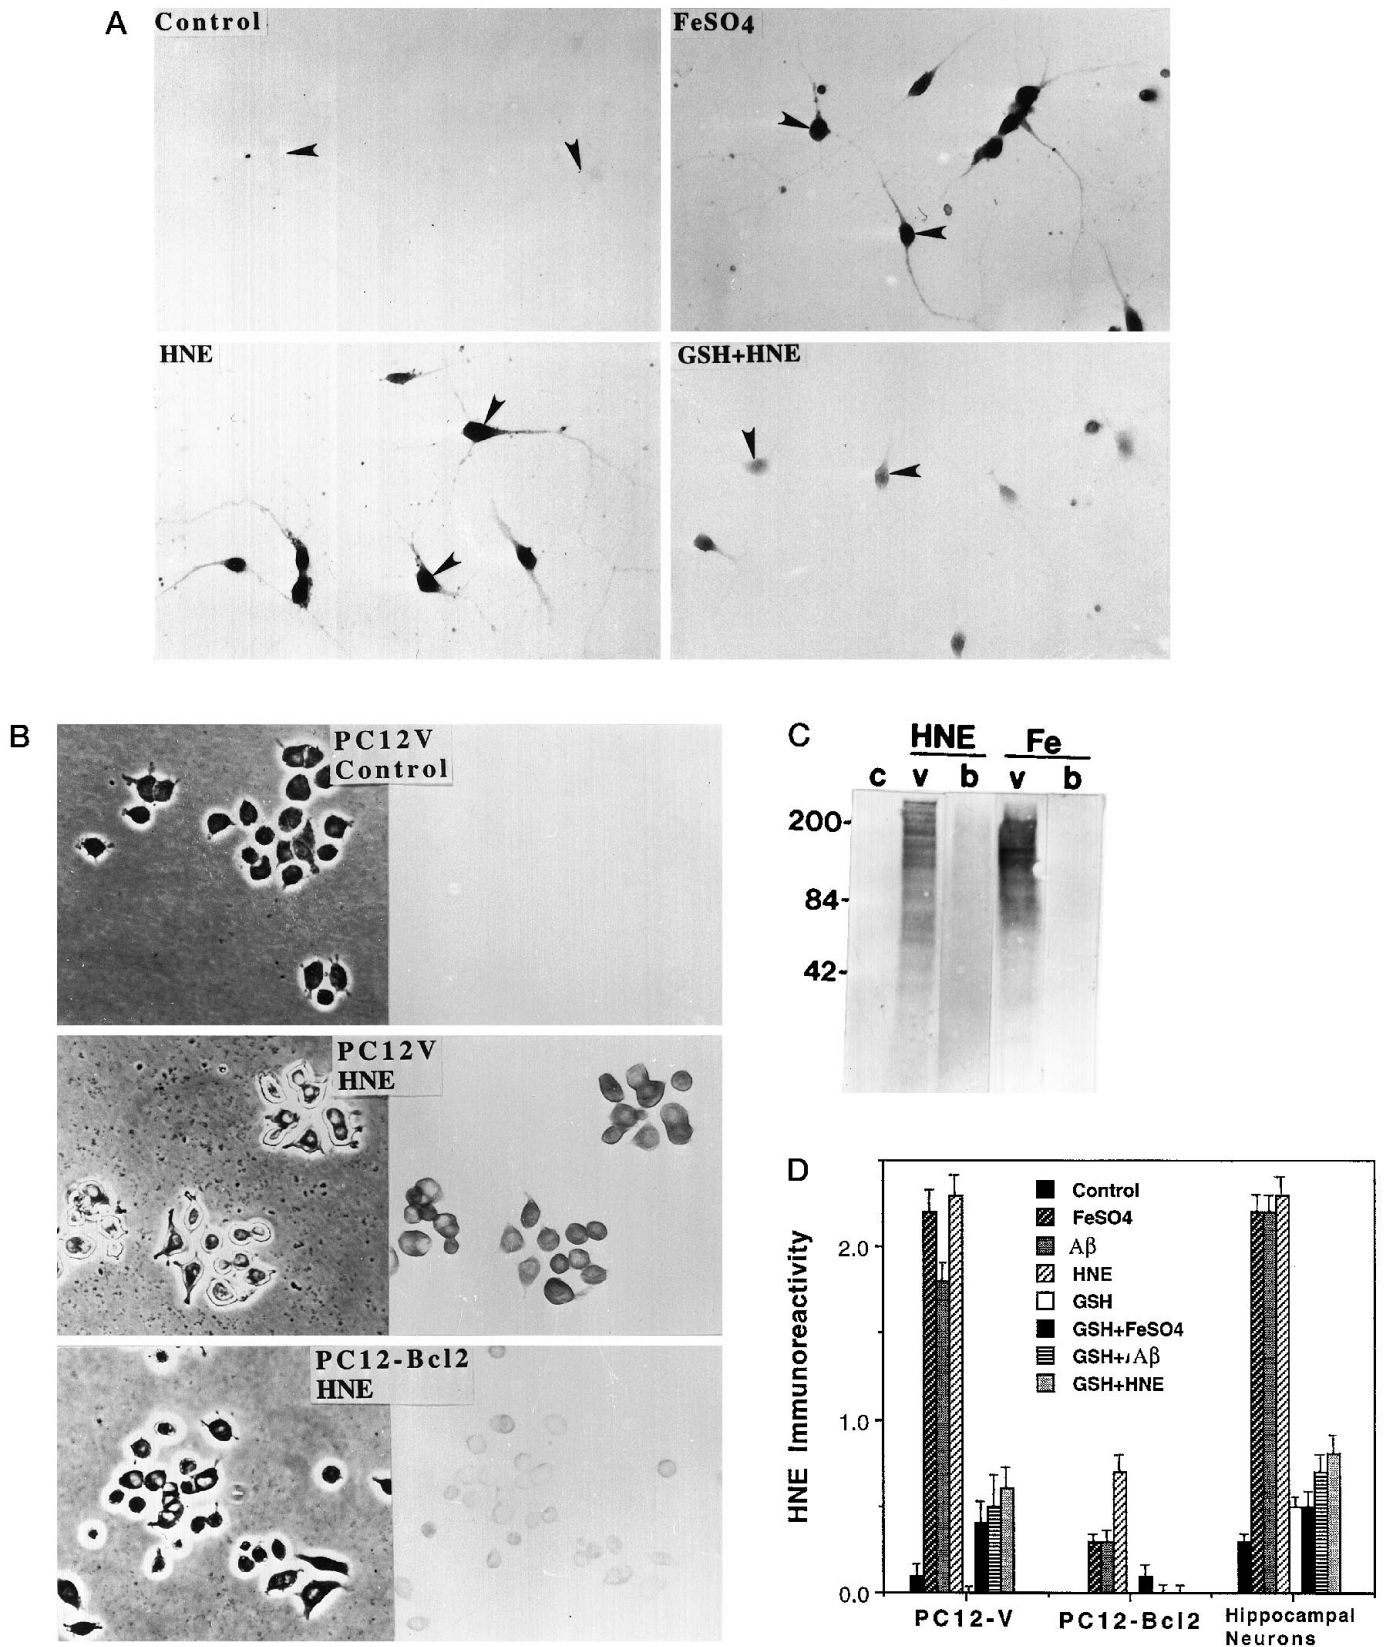 A
Control
FeSO4
HNE
GSH+HNE
B
PC12V
Control
PC12V
HNE
PC12-Bcl2
HNE
C
HNE Fe
c v b v b
200-
84-
42-
D
HNE Immunoreactivity
2.0
1.0
0.0
Control
FeSO4
Aβ
HNE
GSH
GSH+FeSO4
GSH+Aβ
GSH+HNE
PC12-V
PC12-Bcl2
Hippocampal
Neurons